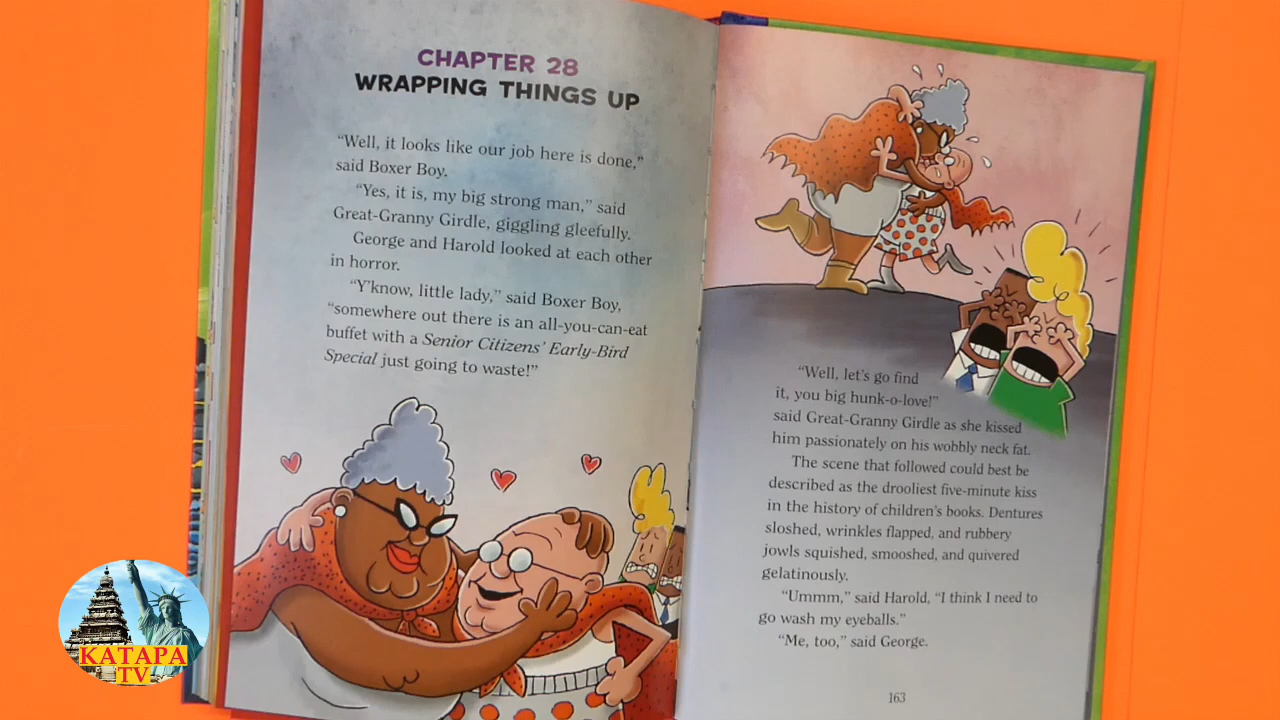 CHAPTER 28
WRAPPING THINGS UP
“Well, it looks like our job here is done,”
said Boxer Boy.
“Yes, it is, my big strong man,” said
Great-Granny Girdle, giggling gleefully.
George and Harold looked at each other
in horror.
“Y’know, little lady,” said Boxer Boy,
“somewhere out there is an all-you-can-eat
buffet with a Senior Citizens’ Early-Bird
Special just going to waste!”
“Well, let’s go find
it, you big hunk-o-love!”
said Great-Granny Girdle as she kissed
him passionately on his wobbly neck fat.
The scene that followed could best be
described as the drooliest five-minute kiss
in the history of children’s books. Dentures
sloshed, wrinkles flapped, and rubbery
jowls squished, smooshed, and quivered
gelatinously.
“Ummm,” said Harold, “I think I need to
go wash my eyeballs.”
“Me, too,” said George.
163
KATAPA
TV